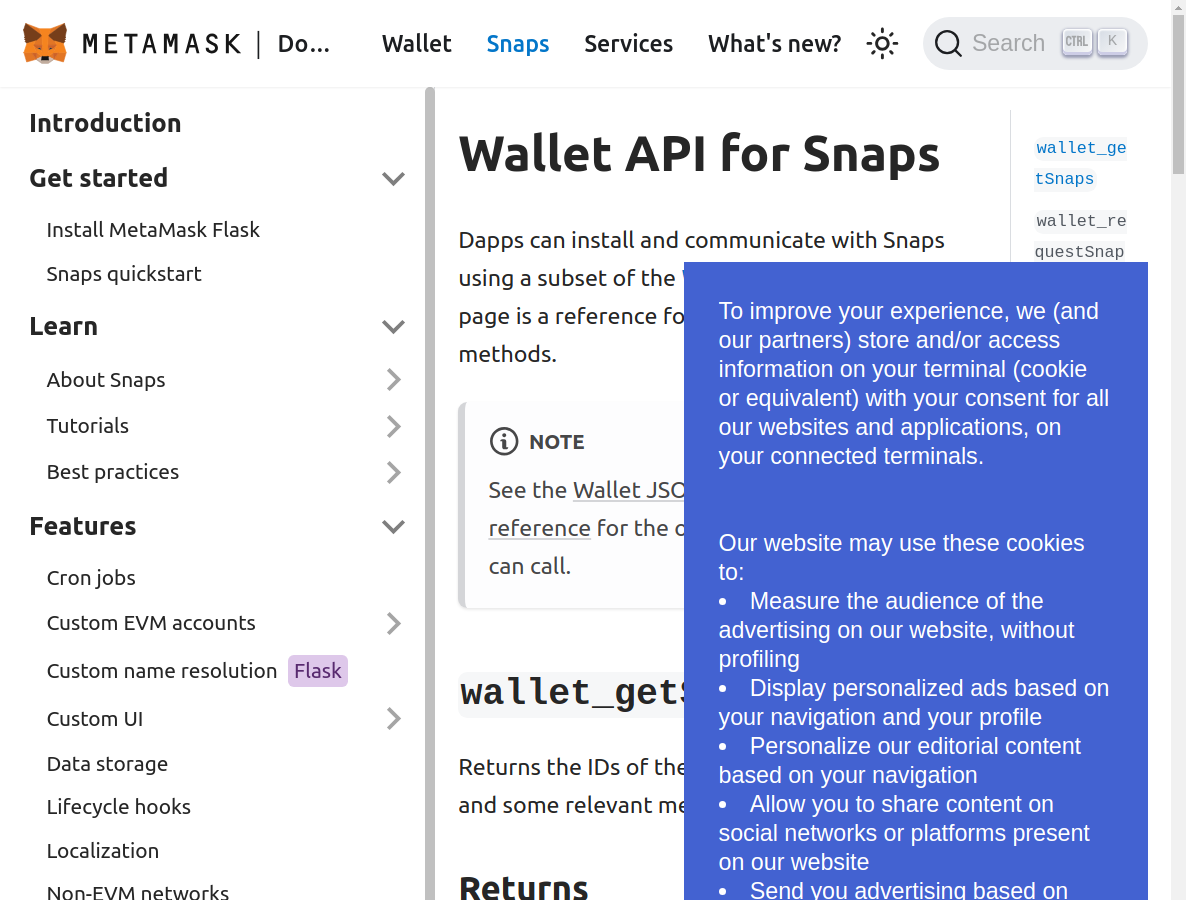 METAMASK | Do...
Wallet
Snaps
Services
What's new?
Search
CTRL
K
Introduction
Get started
Install MetaMask Flask
Snaps quickstart
Learn
About Snaps
Tutorials
Best practices
Features
Cron jobs
Custom EVM accounts
Custom name resolution Flask
Custom UI
Data storage
Lifecycle hooks
Localization
Non-EVM networks
Wallet API for Snaps
Dapps can install and communicate with Snaps
using a subset of the
page is a reference fo
methods.
NOTE
See the Wallet JSO
reference for the
can call.
wallet_get
Returns the IDs of the
and some relevant me
Returns
wallet_ge
tSnaps
wallet_re
questSnap
To improve your experience, we (and
our partners) store and/or access
information on your terminal (cookie
or equivalent) with your consent for all
our websites and applications, on
your connected terminals.
Our website may use these cookies
to:
• Measure the audience of the
advertising on our website, without
profiling
• Display personalized ads based on
your navigation and your profile
• Personalize our editorial content
based on your navigation
• Allow you to share content on
social networks or platforms present
on our website
• Send you advertising based on